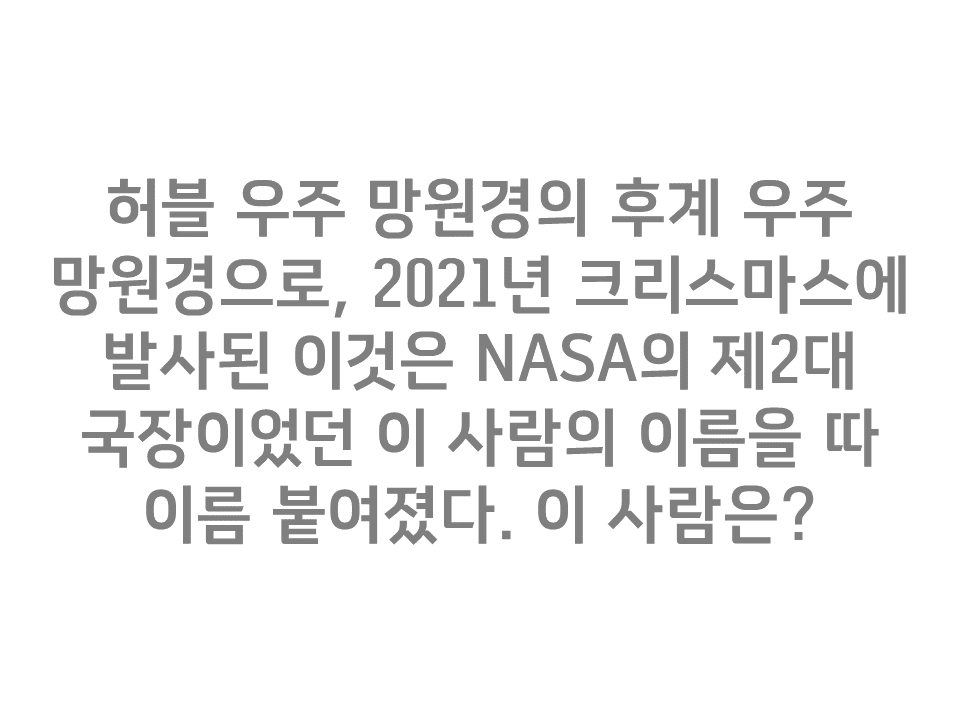 허블 우주 망원경의 후계 우주
망원경으로, 2021년 크리스마스에
발사된 이것은 NASA의 제2대
국장이었던 이 사람의 이름을 따
이름 붙여졌다. 이 사람은?